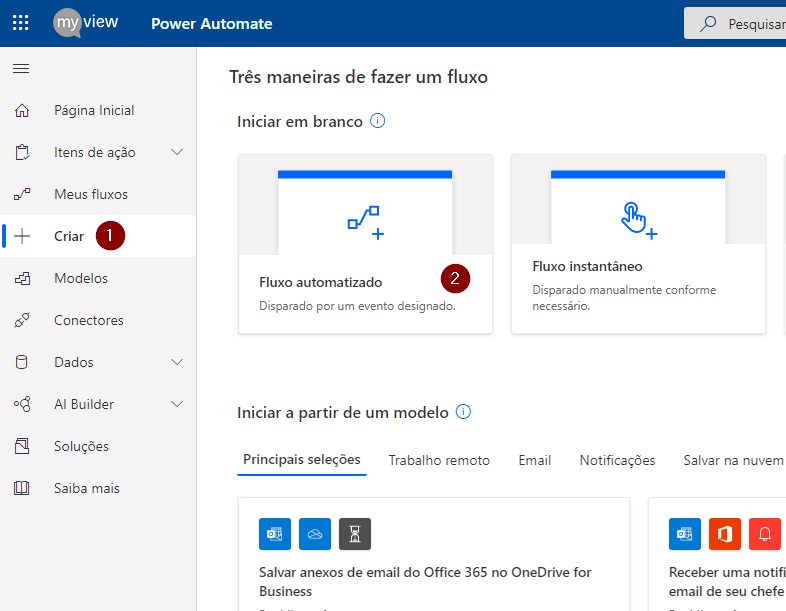 myview
Power Automate
Pesquisar
Três maneiras de fazer um fluxo
Página Inicial
Itens de ação
Meus fluxos
Criar
1
Modelos
Conectores
Dados
AI Builder
Soluções
Saiba mais
Iniciar em branco
Fluxo automatizado
2
Disparado por um evento designado.
Fluxo instantâneo
Disparado manualmente conforme
necessário.
Iniciar a partir de um modelo
Principais seleções
Trabalho remoto
Email
Notificações
Salvar na nuvem
Salvar anexos de email do Office 365 no OneDrive for
Business
Receber uma notifi
email de seu chefe